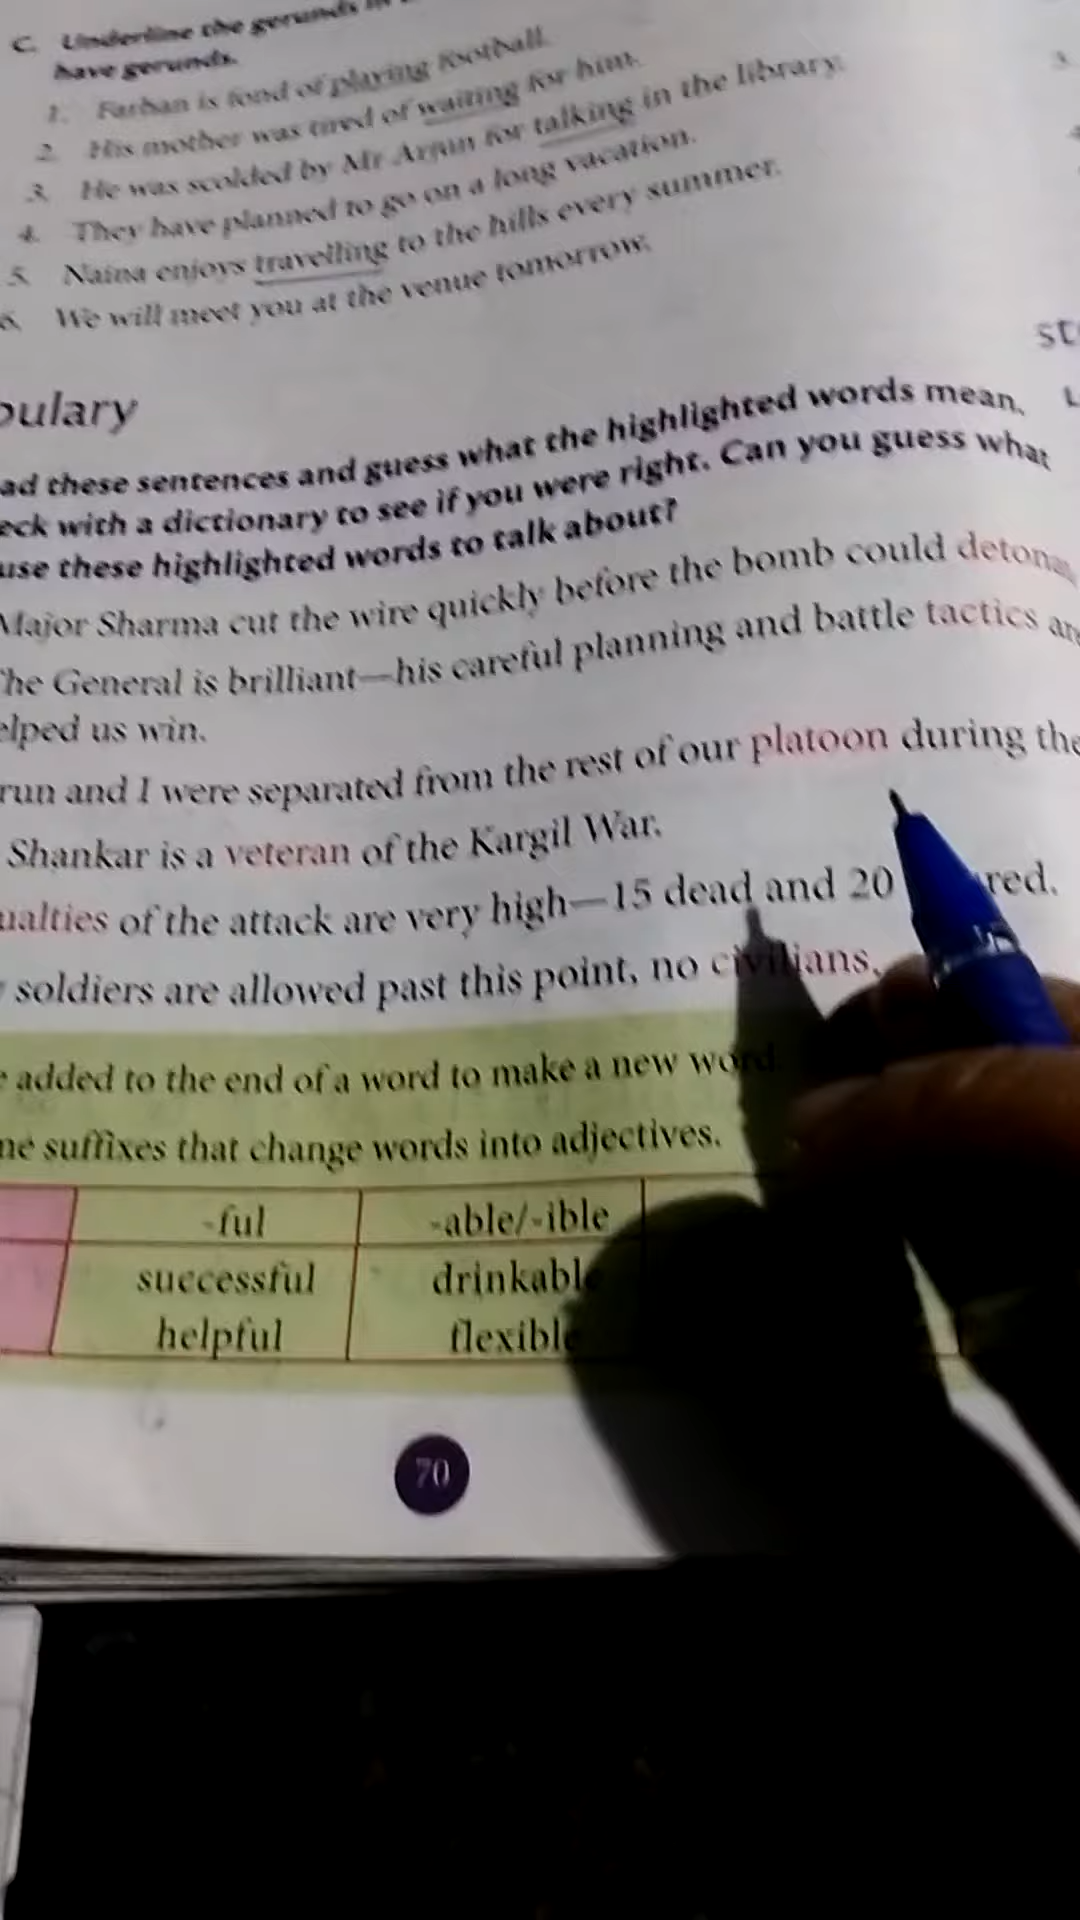 C. Underline the gerunds in
have gerunds.
1. Farhan is fond of playing football.
2. His mother was tired of waiting for him.
3. He was scolded by Mr Arjun for talking in the library.
4. They have planned to go on a long vacation.
5. Naina enjoys travelling to the hills every summer.
6. We will meet you at the venue tomorrow.
bulary
ad these sentences and guess what the highlighted words mean.
eck with a dictionary to see if you were right. Can you guess what
use these highlighted words to talk about?
Major Sharma cut the wire quickly before the bomb could detona
The General is brilliant—his careful planning and battle tactics
elped us win.
run and I were separated from the rest of our platoon during the
Shankar is a veteran of the Kargil War.
ualties of the attack are very high—15 dead and 20 red.
soldiers are allowed past this point, no civilians.
e added to the end of a word to make a new word
me suffixes that change words into adjectives.
-ful -able/-ible
successful drinkable
helpful flexible
70